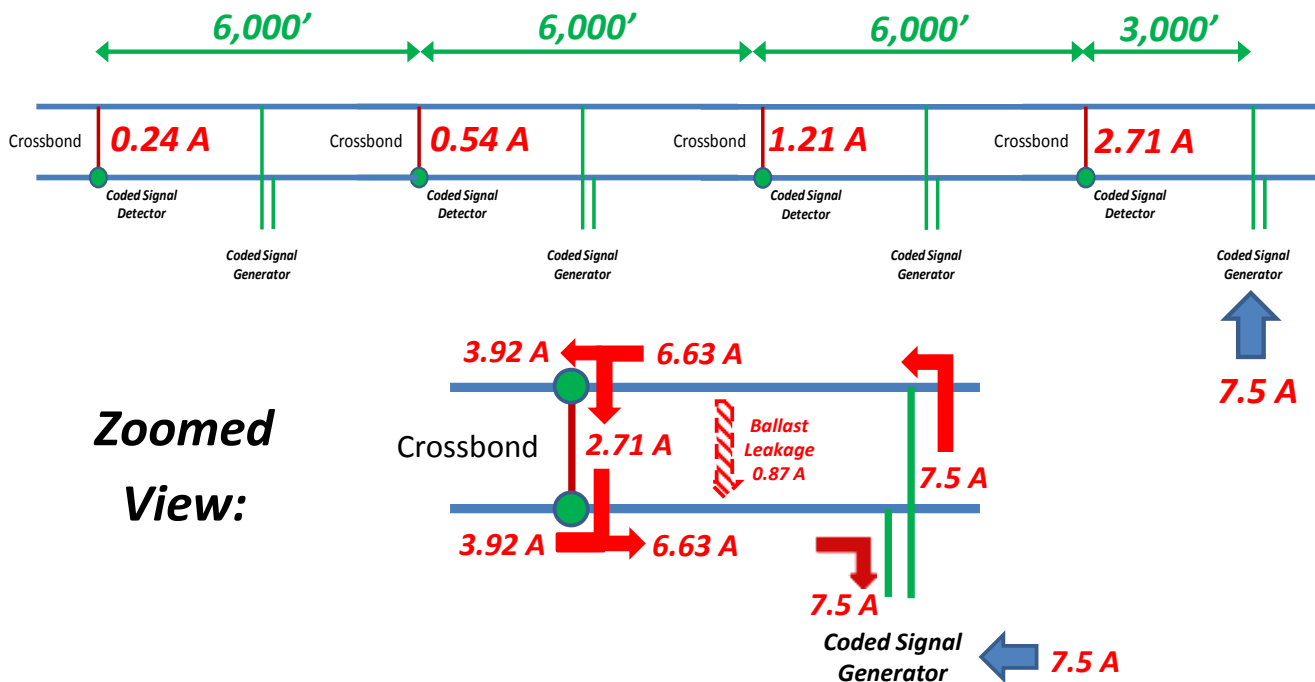 6,000’ 6,000’ 6,000’ 3,000’
Crossbond 0.24 A Crossbond 0.54 A Crossbond 1.21 A Crossbond 2.71 A
Coded Signal Coded Signal Coded Signal Coded Signal
Detector Detector Detector Detector
Coded Signal Coded Signal Coded Signal Coded Signal
Generator Generator Generator Generator
7.5 A
Zoomed
View:
3.92 A 6.63 A
Crossbond 2.71 A
Ballast
Leakage
0.87 A
7.5 A
3.92 A 6.63 A
7.5 A
Coded Signal
Generator
7.5 A